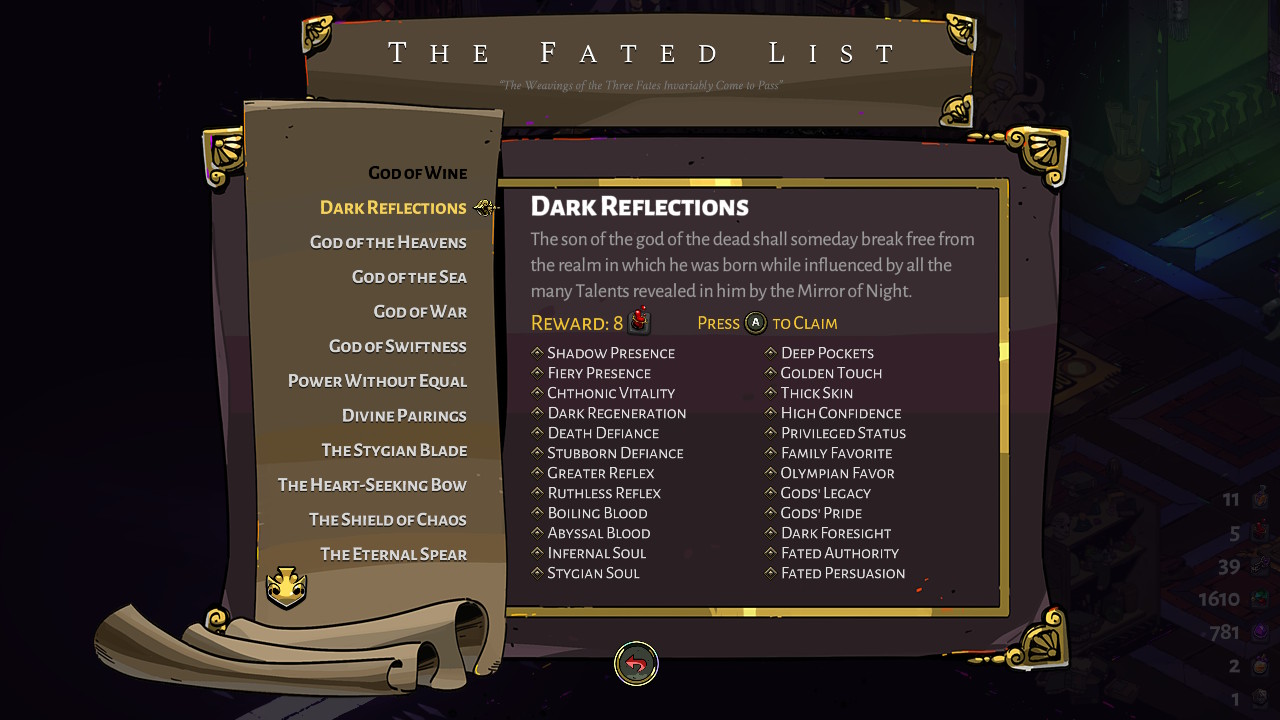 THE FATED LIST
"The Weavings of the Three Fates Invariably Come to Pass"
GOD OF WINE
DARK REFLECTIONS
GOD OF THE HEAVENS
GOD OF THE SEA
GOD OF WAR
GOD OF SWIFTNESS
POWER WITHOUT EQUAL
DIVINE PAIRINGS
THE STYGIAN BLADE
THE HEART-SEEKING BOW
THE SHIELD OF CHAOS
THE ETERNAL SPEAR
DARK REFLECTIONS
The son of the god of the dead shall someday break free from
the realm in which he was born while influenced by all the
many Talents revealed in him by the Mirror of Night.
REWARD: 8
PRESS A TO CLAIM
SHADOW PRESENCE
FIERY PRESENCE
CHTHONIC VITALITY
DARK REGENERATION
DEATH DEFIANCE
STUBBORN DEFIANCE
GREATER REFLEX
RUTHLESS REFLEX
BOILING BLOOD
ABYSSAL BLOOD
INFERNAL SOUL
STYGIAN SOUL
DEEP POCKETS
GOLDEN TOUCH
THICK SKIN
HIGH CONFIDENCE
PRIVILEGED STATUS
FAMILY FAVORITE
OLYMPIAN FAVOR
GODS' LEGACY
GODS' PRIDE
DARK FORESIGHT
FATED AUTHORITY
FATED PERSUASION
11
5
39
1610
781
2
1